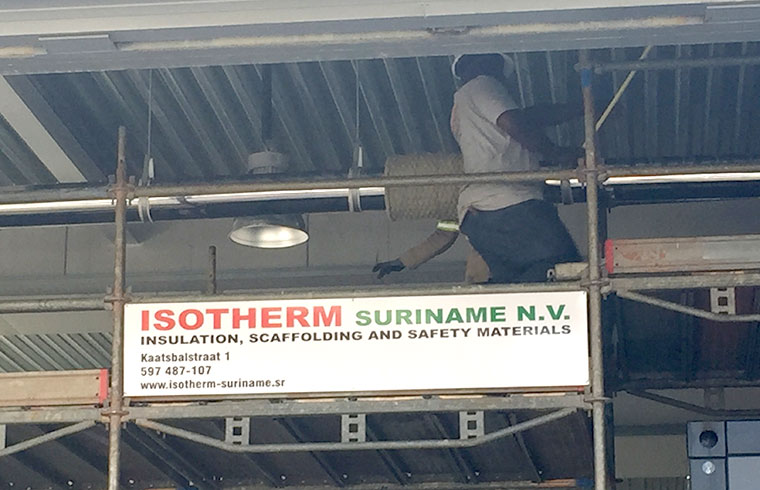 ISOTHERM SURINAME N.V.
INSULATION, SCAFFOLDING AND SAFETY MATERIALS
Kaatsbalstraat 1
597 487-107
www.isotherm-suriname.sr